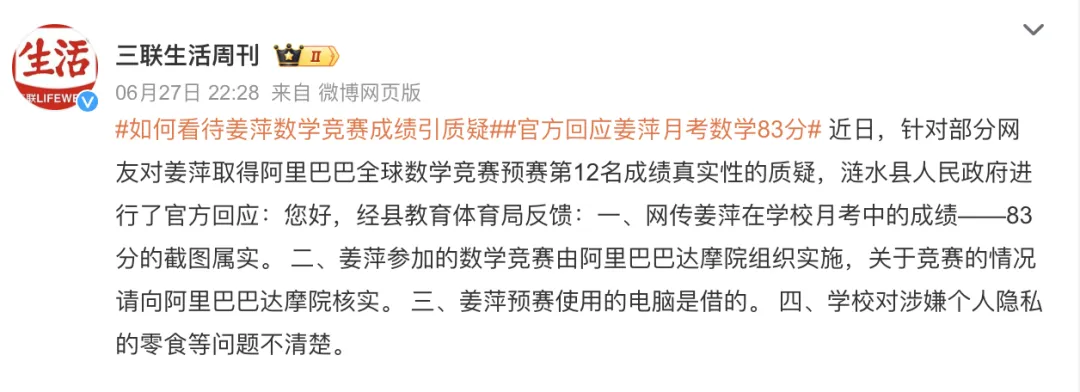 生活
三联LIFEWE
三联生活周刊 II
06月27日 22:28 来自 微博网页版
#如何看待姜萍数学竞赛成绩引质疑##官方回应姜萍月考数学83分# 近日，针对部分网
友对姜萍取得阿里巴巴全球数学竞赛预赛第12名成绩真实性的质疑，涟水县人民政府进
行了官方回应：您好，经县教育体育局反馈：一、网传姜萍在学校月考中的成绩——83
分的截图属实。 二、姜萍参加的数学竞赛由阿里巴巴达摩院组织实施，关于竞赛的情况
请向阿里巴巴达摩院核实。 三、姜萍预赛使用的电脑是借的。 四、学校对涉嫌个人隐私
的零食等问题不清楚。